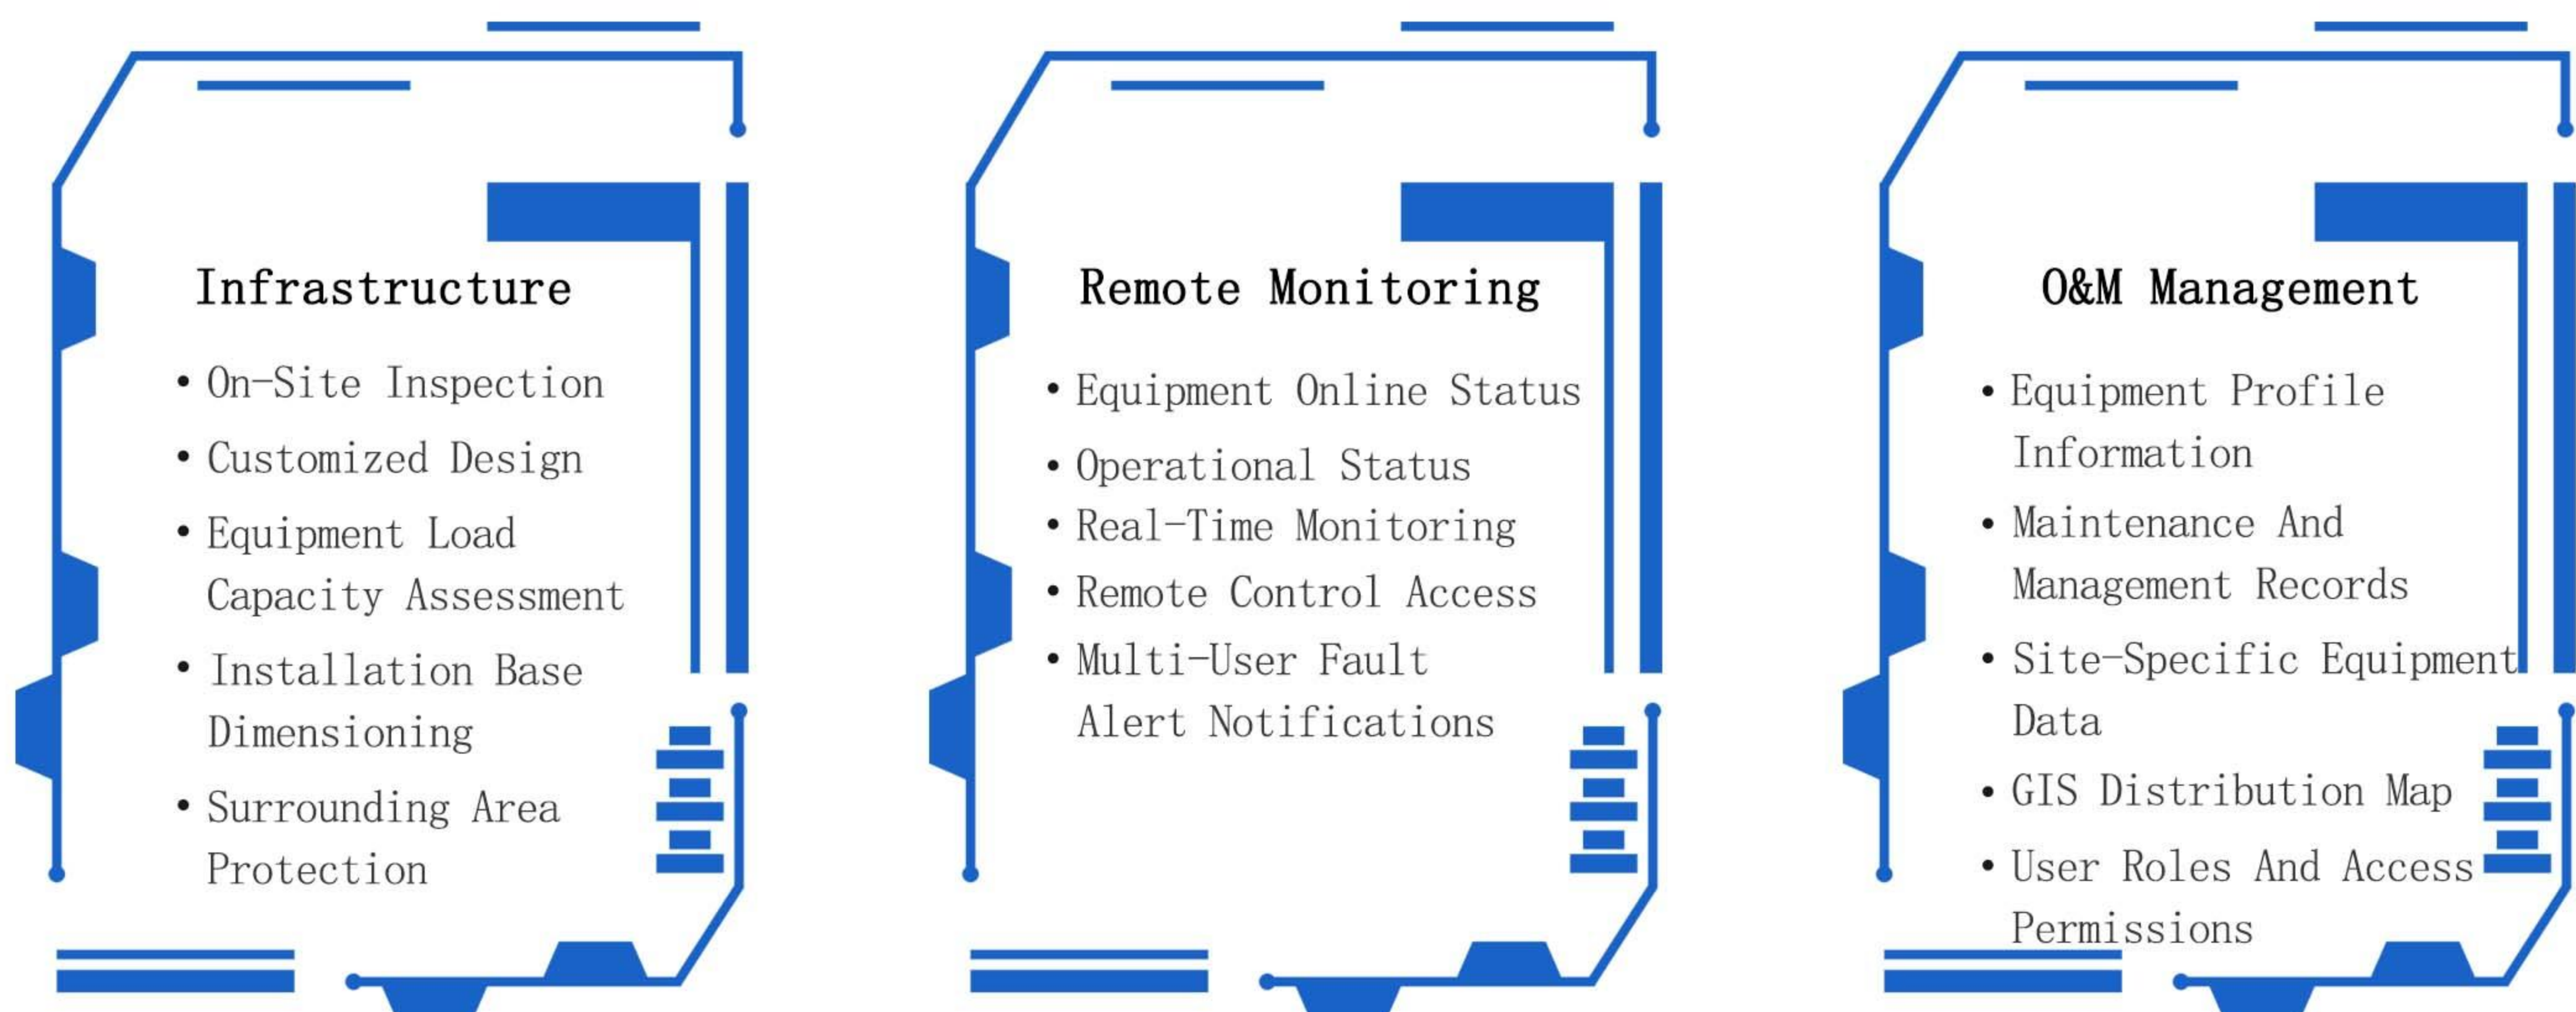 Infrastructure
• On-Site Inspection
• Customized Design
• Equipment Load
Capacity Assessment
• Installation Base
Dimensioning
• Surrounding Area
Protection
Remote Monitoring
• Equipment Online Status
• Operational Status
• Real-Time Monitoring
• Remote Control Access
• Multi-User Fault
Alert Notifications
O&M Management
• Equipment Profile
Information
• Maintenance And
Management Records
• Site-Specific Equipment
Data
• GIS Distribution Map
• User Roles And Access
Permissions